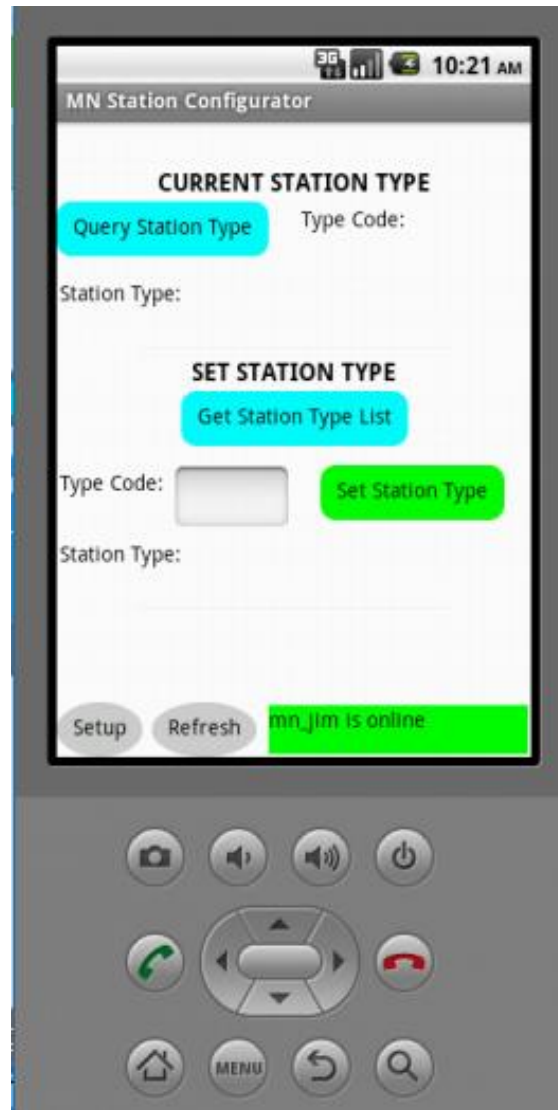 3G 10:21 AM
MN Station Configurator
CURRENT STATION TYPE
Query Station Type Type Code:
Station Type:
SET STATION TYPE
Get Station Type List
Type Code: Set Station Type
Station Type:
Setup Refresh mn_jim is online
MENU